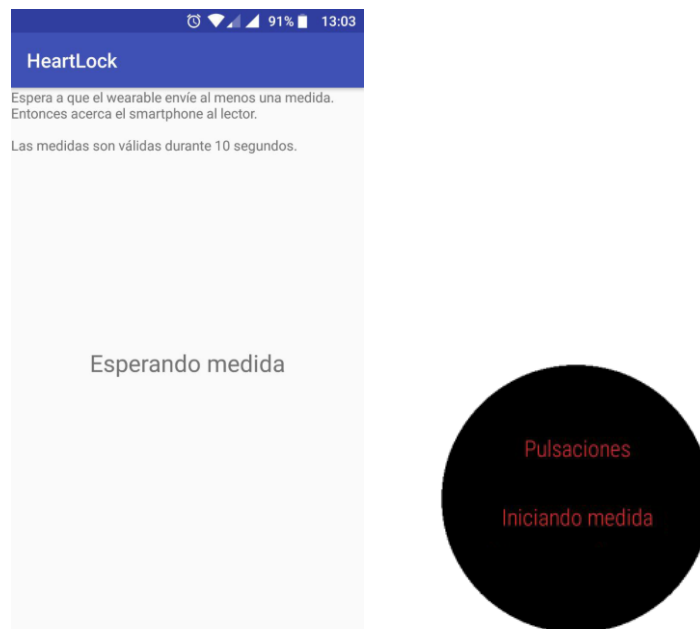 91% 13:03
HeartLock
Espera a que el wearable envíe al menos una medida.
Entonces acerca el smartphone al lector.
Las medidas son válidas durante 10 segundos.
Esperando medida
Pulsaciones
Iniciando medida